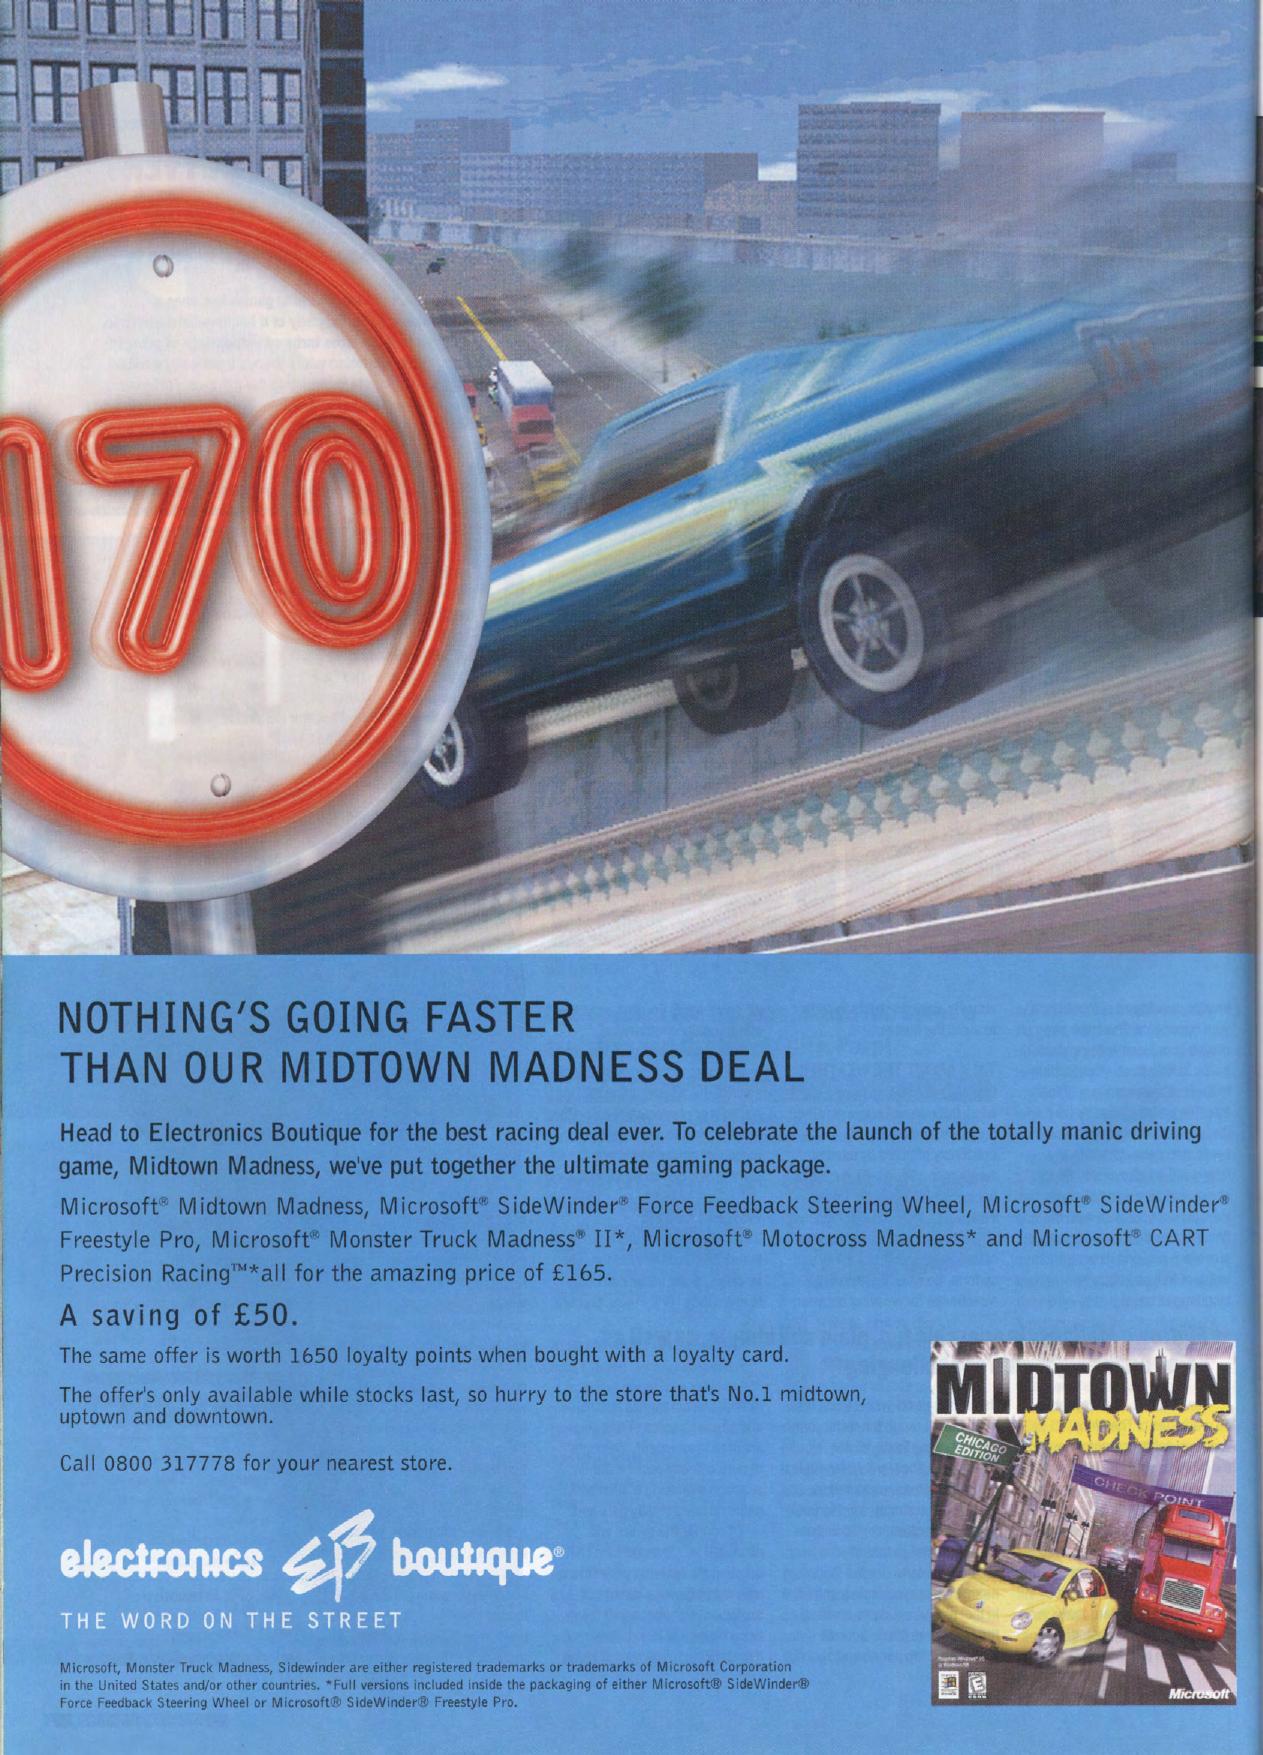 170
NOTHING'S GOING FASTER
THAN OUR MIDTOWN MADNESS DEAL
Head to Electronics Boutique for the best racing deal ever. To celebrate the launch of the totally manic driving
game, Midtown Madness, we've put together the ultimate gaming package.
Microsoft® Midtown Madness, Microsoft® SideWinder® Force Feedback Steering Wheel, Microsoft® SideWinder®
Freestyle Pro, Microsoft® Monster Truck Madness® II*, Microsoft® Motocross Madness* and Microsoft® CART
Precision Racing™*all for the amazing price of £165.
A saving of £50.
The same offer is worth 1650 loyalty points when bought with a loyalty card.
The offer's only available while stocks last, so hurry to the store that's No.1 midtown,
uptown and downtown.
Call 0800 317778 for your nearest store.
electronics EB boutique®
THE WORD ON THE STREET
Microsoft, Monster Truck Madness, Sidewinder are either registered trademarks or trademarks of Microsoft Corporation
in the United States and/or other countries. *Full versions included inside the packaging of either Microsoft® SideWinder®
Force Feedback Steering Wheel or Microsoft® SideWinder® Freestyle Pro.
MIDTOWN
MADNESS
CHICAGO
EDITION
CHECK POINT
Microsoft